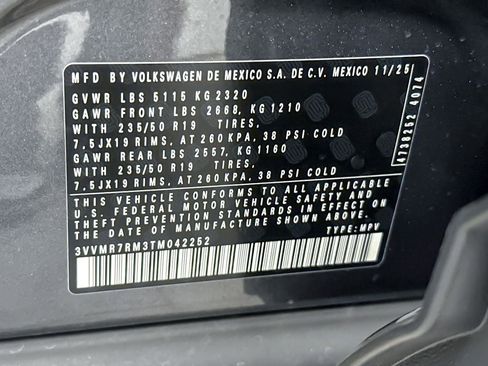 MFD BY VOLKSWAGEN DE MEXICO S.A. DE C.V. MEXICO 11/25
GVWR LBS 5115 KG 2320
GAWR FRONT LBS 2668, KG 1210
WITH 235/50 R19 TIRES,
7,5JX19 RIMS, AT 260 KPA, 38 PSI COLD
GAWR REAR LBS 2557, KG 1160
WITH 235/50 R19 TIRES,
7,5JX19 RIMS, AT 260 KPA, 38 PSI COLD
THIS VEHICLE CONFORMS TO ALL APPLICABLE
U.S. FEDERAL MOTOR VEHICLE SAFETY AND
THEFT PREVENTION STANDARDS IN EFFECT ON THE
DATE OF MANUFACTURE SHOWN ABOVE.
3VVMR7RM3TM042252 TYPE: MPV
4738252 4074